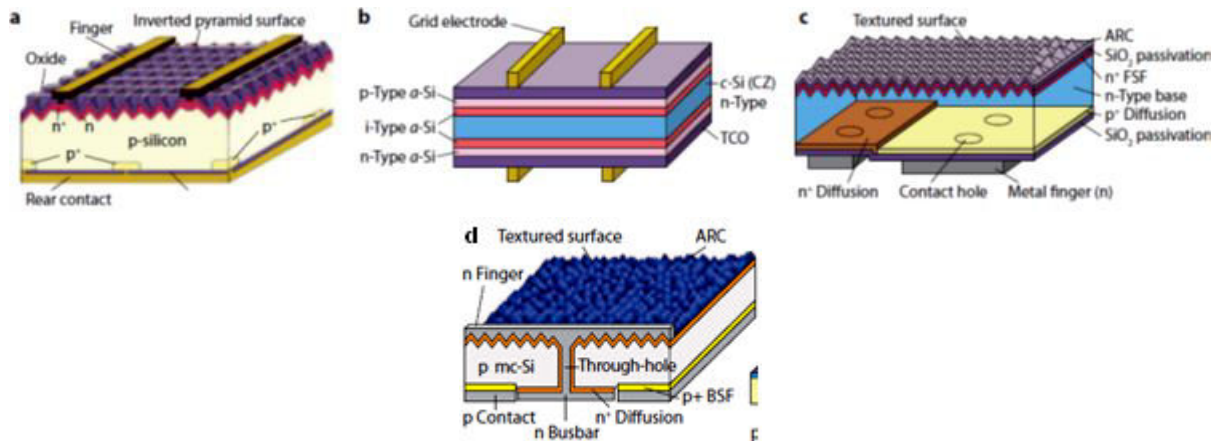 a
Inverted pyramid surface
Finger
Oxide
n⁺
n
p-silicon
p⁺
p⁺
Rear contact
b
Grid electrode
p-Type a-Si
i-Type a-Si
n-Type a-Si
c-Si (CZ)
n-Type
TCO
c
Textured surface
ARC
SiO₂ passivation
n⁺ FSF
n-Type base
p⁺ Diffusion
SiO₂ passivation
n⁺ Diffusion
Contact hole
Metal finger (n)
d
Textured surface
ARC
n Finger
p mc-Si
Through-hole
p+ BSF
p Contact
n⁺ Diffusion
n Busbar